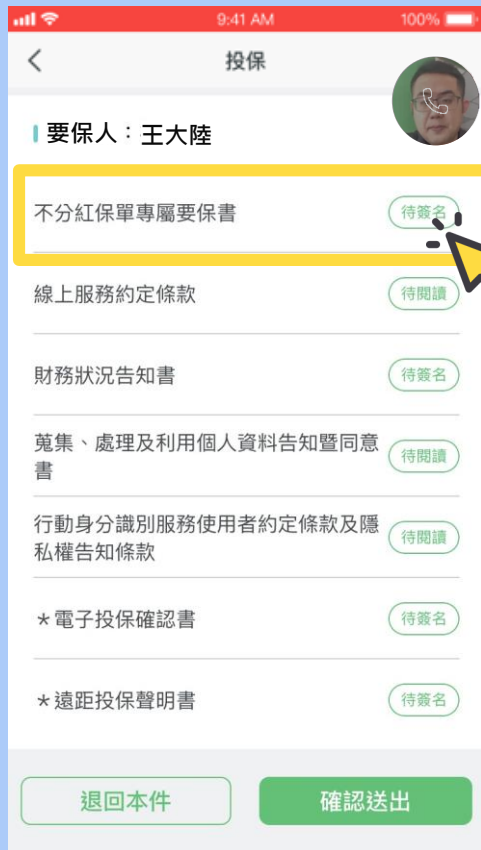 9:41 AM
100%
投保
要保人：王大陸
不分紅保單專屬要保書
待簽名
線上服務約定條款
待閱讀
財務狀況告知書
待簽名
蒐集、處理及利用個人資料告知暨同意
書
待閱讀
行動身分識別服務使用者約定條款及隱
私權告知條款
待閱讀
＊電子投保確認書
待簽名
＊遠距投保聲明書
待簽名
退回本件
確認送出